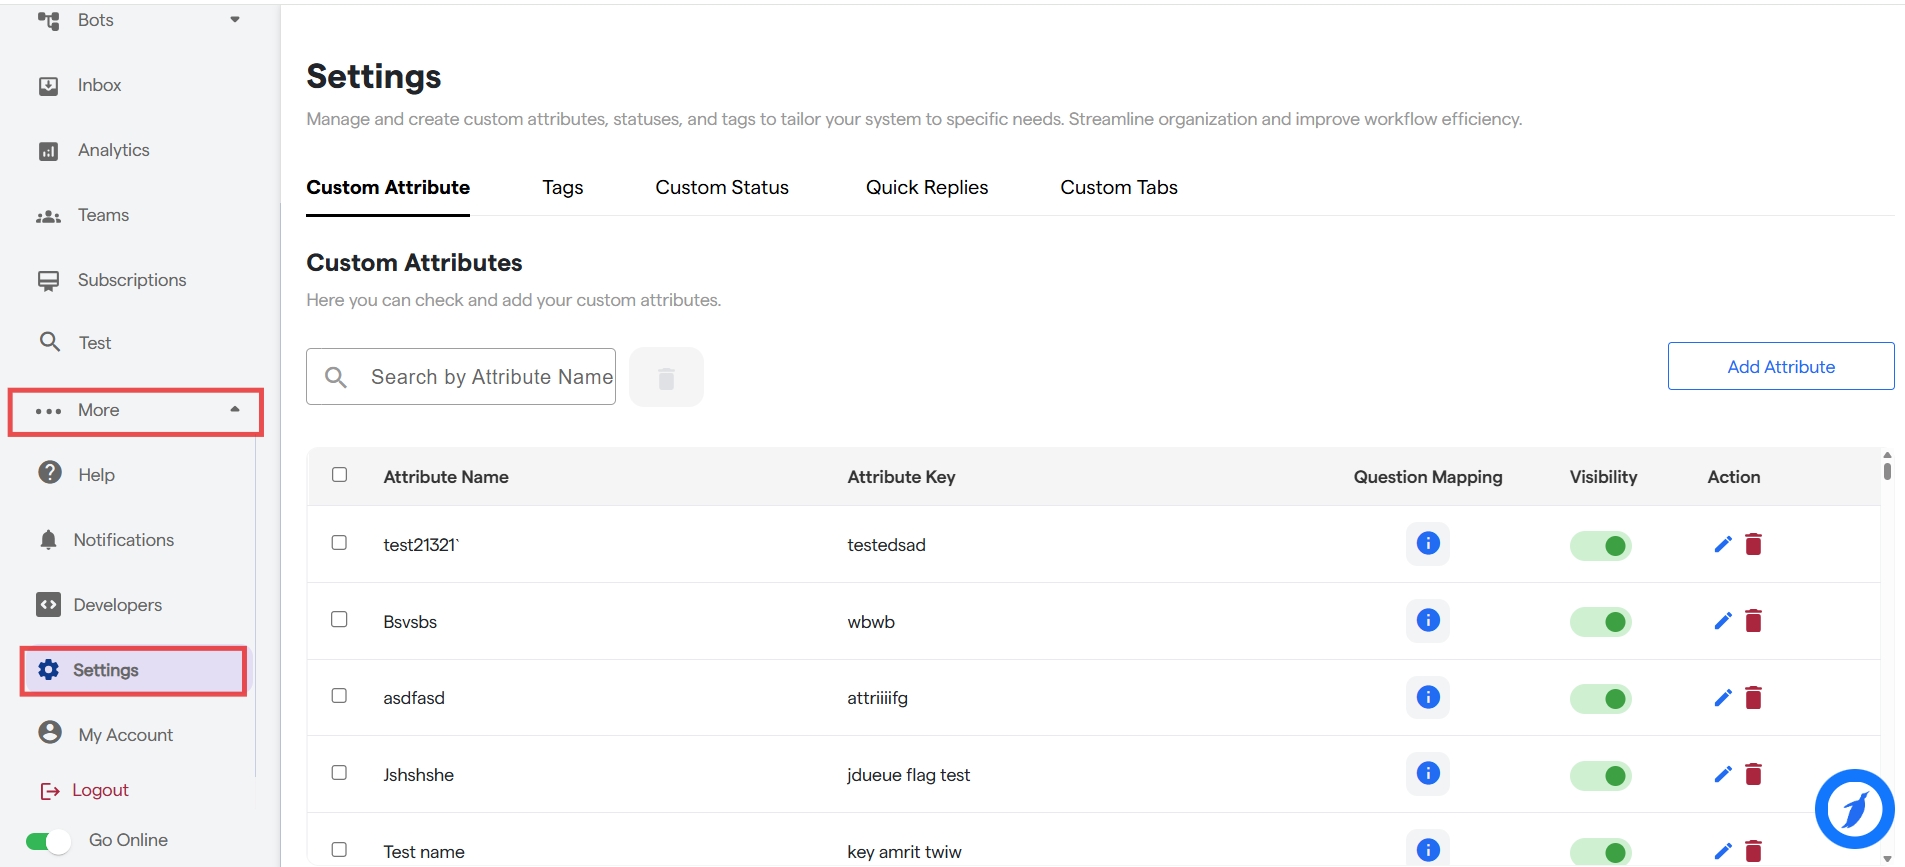 Bots
Inbox
Analytics
Teams
Subscriptions
Test
More
Help
Notifications
Developers
Settings
My Account
Logout
Go Online
Settings
Manage and create custom attributes, statuses, and tags to tailor your system to specific needs. Streamline organization and improve workflow efficiency.
Custom Attribute Tags Custom Status Quick Replies Custom Tabs
Custom Attributes
Here you can check and add your custom attributes.
Search by Attribute Name
Add Attribute
Attribute Name Attribute Key Question Mapping Visibility Action
test21321` testedsad
Bsvsbs wbwb
asdfasd attriiiifg
Jshshshe jdueue flag test
Test name key amrit twiw